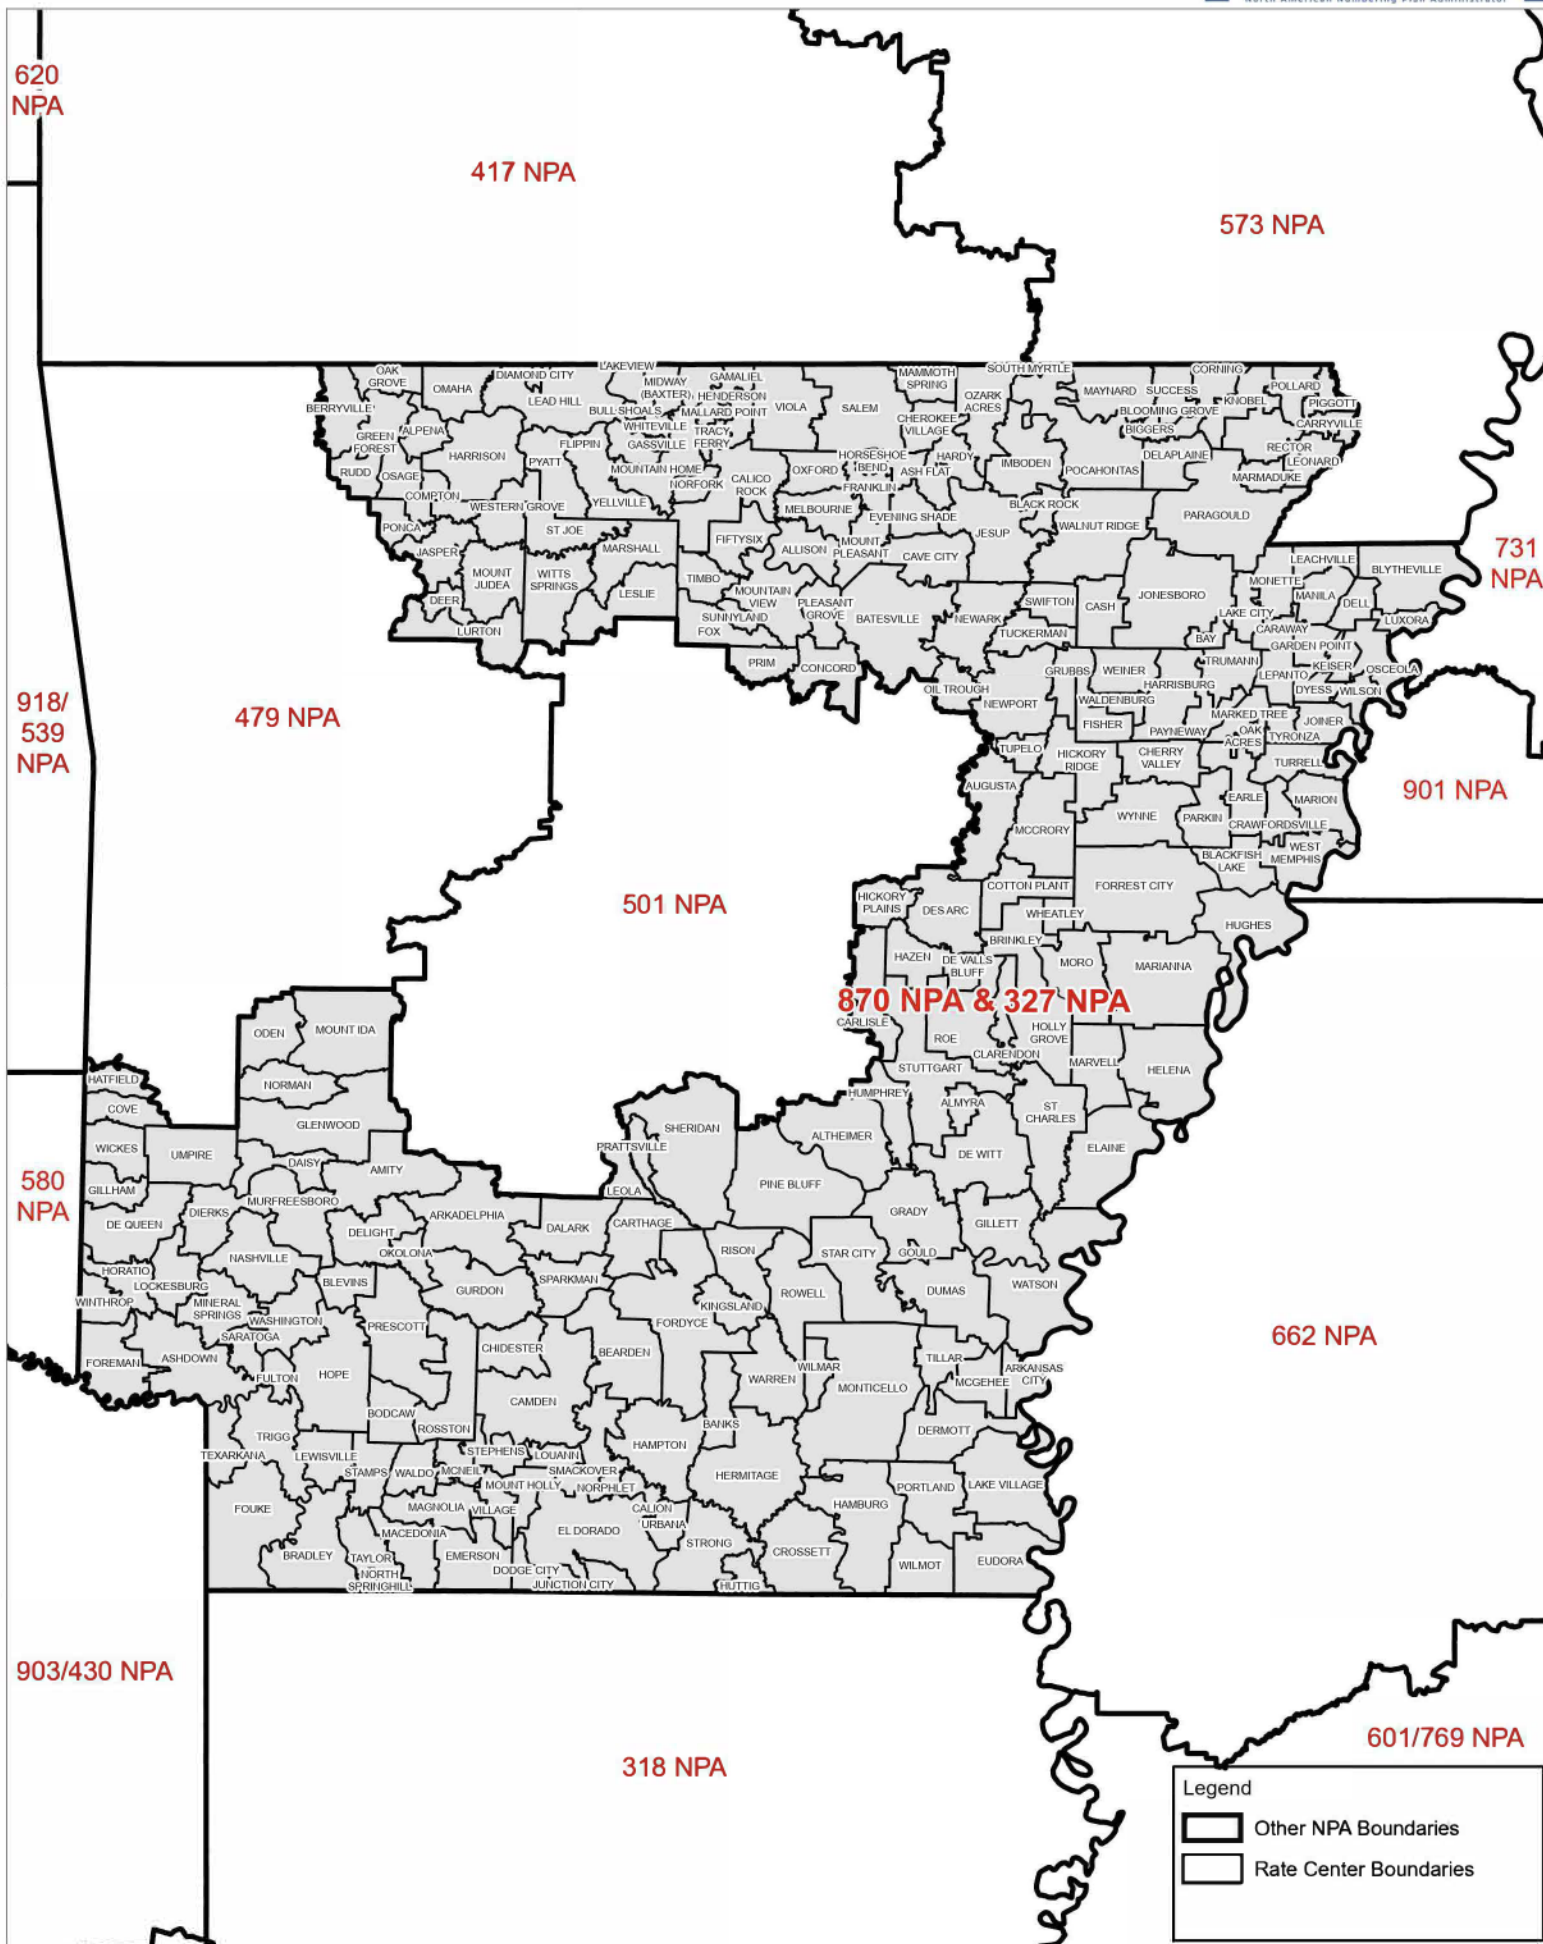 North American Numbering Plan Administrator
620
NPA
417 NPA
573 NPA
731
NPA
918/
539
NPA
479 NPA
501 NPA
901 NPA
870 NPA & 327 NPA
580
NPA
662 NPA
903/430 NPA
318 NPA
601/769 NPA
OAK
GROVE
OMAHA
DIAMOND CITY
LEAD HILL
LAKEVIEW
MIDWAY
(BAXTER)
GAMALIEL
HENDERSON
BULL SHOALS
MALLARD POINT
WHITEVILLE
TRACY
FERRY
GASSVILLE
VIOLA
SALEM
MAMMOTH
SPRING
CHEROKEE
VILLAGE
OZARK
ACRES
SOUTH MYRTLE
MAYNARD
SUCCESS
CORNING
POLLARD
KNOBEL
PIGGOTT
BLOOMING GROVE
BIGGERS
CARRYVILLE
BERRYVILLE
GREEN
FOREST
ALPENA
HARRISON
FLIPPIN
PYATT
MOUNTAIN HOME
NORFORK
CALICO
ROCK
OXFORD
HORSESHOE
BEND
ASH FLAT
HARDY
IMBODEN
POCAHONTAS
DELAPLAINE
RECTOR
LEONARD
MARMADUKE
RUDD
OSAGE
COMPTON
WESTERN GROVE
YELLVILLE
FRANKLIN
MELBOURNE
EVENING SHADE
BLACK ROCK
WALNUT RIDGE
PARAGOULD
PONCA
ST JOE
JASPER
MARSHALL
FIFTYSIX
ALLISON
MOUNT
PLEASANT
CAVE CITY
JESUP
MOUNT
JUDEA
WITTS
SPRINGS
LESLIE
TIMBO
MOUNTAIN
VIEW
DEER
LURTON
SUNNYLAND
FOX
PLEASANT
GROVE
BATESVILLE
NEWARK
SWIFTON
CASH
JONESBORO
TUCKERMAN
PRIM
CONCORD
OIL TROUGH
LEACHVILLE
BLYTHEVILLE
MONETTE
MANILA
DELL
LAKE CITY
LUXORA
BAY
CARAWAY
GARDEN POINT
NEWPORT
GRUBBS
WEINER
TRUMANN
KEISER
OSCEOLA
HARRISBURG
LEPANTO
DYESS
WILSON
WALDENBURG
FISHER
PAYNEWAY
MARKED TREE
OAK
ACRES
TYRONZA
JOINER
TUPELO
HICKORY
RIDGE
CHERRY
VALLEY
TURRELL
AUGUSTA
MCCRORY
WYNNE
PARKIN
EARLE
MARION
CRAWFORDSVILLE
BLACKFISH
LAKE
WEST
MEMPHIS
HICKORY
PLAINS
DES ARC
COTTON PLANT
FORREST CITY
WHEATLEY
HUGHES
HAZEN
DE VALLS
BLUFF
BRINKLEY
MORO
MARIANNA
CARLISLE
ROE
HOLLY
GROVE
CLARENDON
MARVELL
HELENA
STUTTGART
HUMPHREY
ALMYRA
ST
CHARLES
ALTHEIMER
DE WITT
ELAINE
ODEN
MOUNT IDA
HATFIELD
NORMAN
COVE
GLENWOOD
WICKES
UMPIRE
DAISY
AMITY
GILLHAM
SHERIDAN
PRATTSVILLE
LEOLA
PINE BLUFF
DE QUEEN
DIERKS
MURFREESBORO
DELIGHT
ARKADELPHIA
DALARK
CARTHAGE
GRADY
GILLETT
NASHVILLE
OKOLONA
RISON
STAR CITY
GOULD
HORATIO
LOCKESBURG
BLEVINS
GURDON
SPARKMAN
ROWELL
DUMAS
WATSON
WINTHROP
MINERAL
SPRINGS
WASHINGTON
PRESCOTT
FORDYCE
KINGSLAND
SARATOGA
FOREMAN
ASHDOWN
FULTON
HOPE
CHIDESTER
BEARDEN
WARREN
WILMAR
MONTICELLO
TILLAR
MCGEHEE
ARKANSAS
CITY
BODCAW
ROSSTON
CAMDEN
BANKS
DERMOTT
TEXARKANA
TRIGG
LEWISVILLE
STAMPS
WALDO
MCNEIL
STEPHENS
LOUANN
SMACKOVER
HAMPTON
HERMITAGE
PORTLAND
LAKE VILLAGE
FOUKE
MAGNOLIA
VILLAGE
MOUNT HOLLY
NORPHLET
CALION
URBANA
HAMBURG
MACEDONIA
EL DORADO
STRONG
CROSSETT
WILMOT
EUDORA
BRADLEY
TAYLOR
NORTH
SPRINGHILL
EMERSON
DODGE CITY
JUNCTION CITY
HUTTIG
Legend
Other NPA Boundaries
Rate Center Boundaries